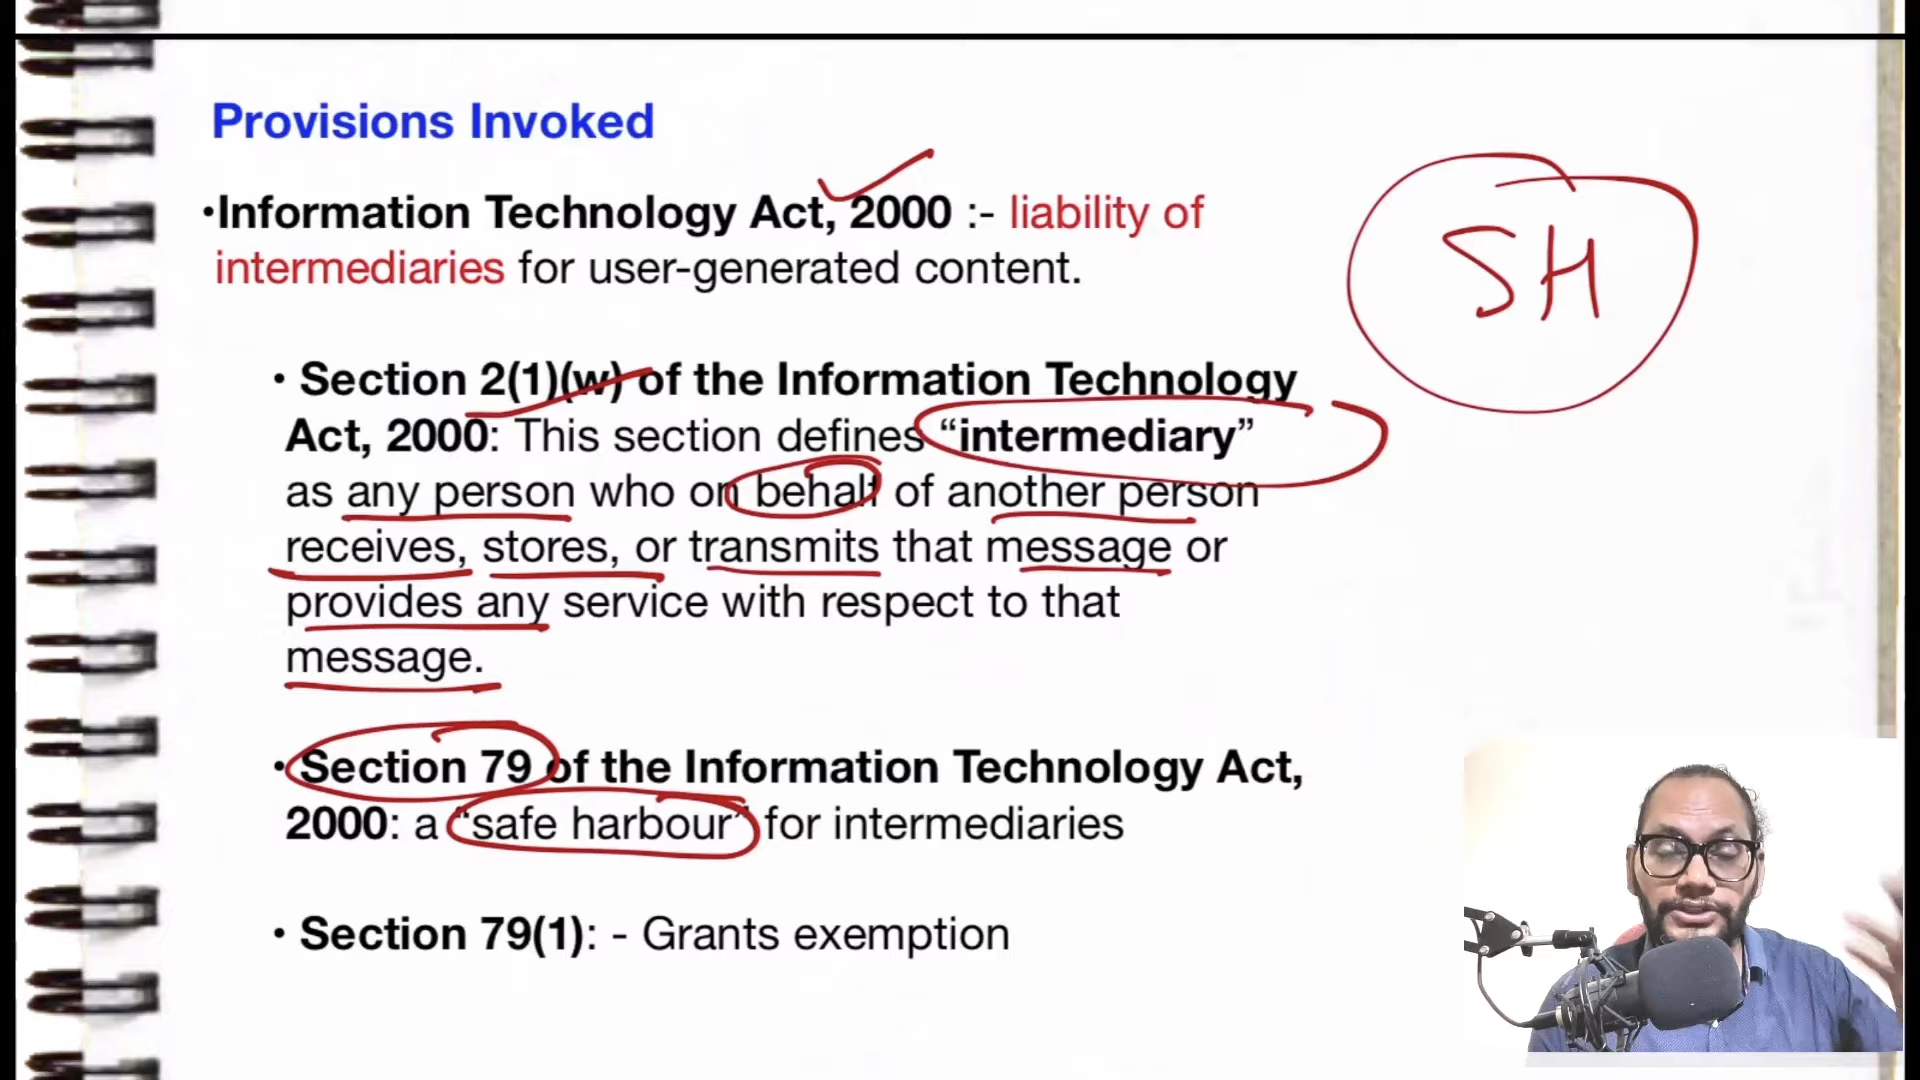 Provisions Invoked
•Information Technology Act, 2000 :- liability of
intermediaries for user-generated content.
SH
• Section 2(1)(w) of the Information Technology
Act, 2000: This section defines “intermediary”
as any person who on behalf of another person
receives, stores, or transmits that message or
provides any service with respect to that
message.
• Section 79 of the Information Technology Act,
2000: a “safe harbour” for intermediaries
• Section 79(1): - Grants exemption